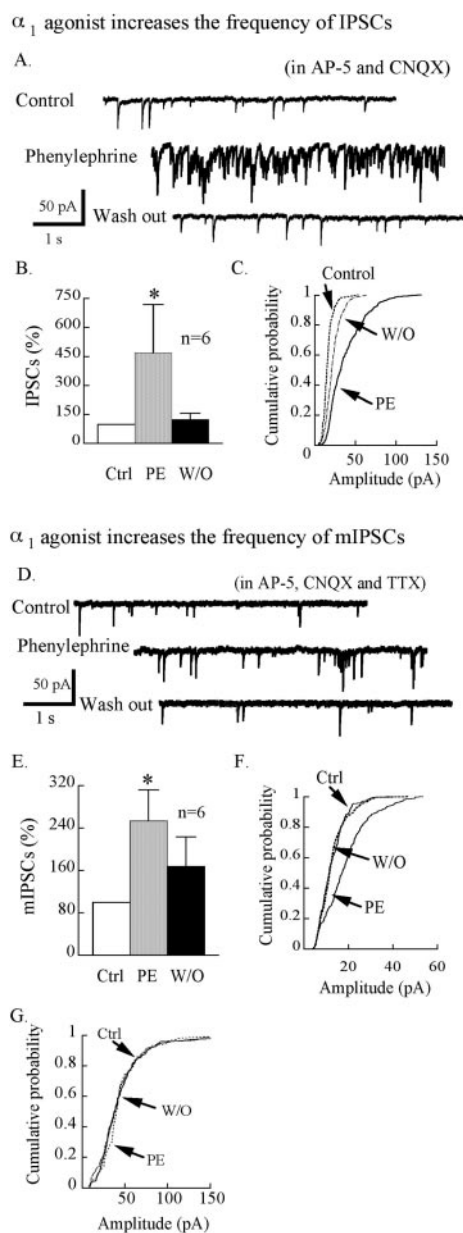 α1 agonist increases the frequency of IPSCs
A.
(in AP-5 and CNQX)
Control
Phenylephrine
50 pA
1 s
Wash out
B.
IPSCs (%)
750
600
450
300
150
*
n=6
Ctrl PE W/O
C.
Cumulative probability
1
0.8
0.6
0.4
0.2
0
Control
W/O
PE
50 100 150
Amplitude (pA)
α1 agonist increases the frequency of mIPSCs
D.
(in AP-5, CNQX and TTX)
Control
Phenylephrine
50 pA
1 s
Wash out
E.
mIPSCs (%)
320
240
160
80
0
*
n=6
Ctrl PE W/O
F.
Cumulative probability
1
0.8
0.6
0.4
0.2
0
Ctrl
W/O
PE
20 40 60
Amplitude (pA)
G.
Cumulative probability
1
0.8
0.6
0.4
0.2
0
Ctrl
W/O
PE
50 100 150
Amplitude (pA)